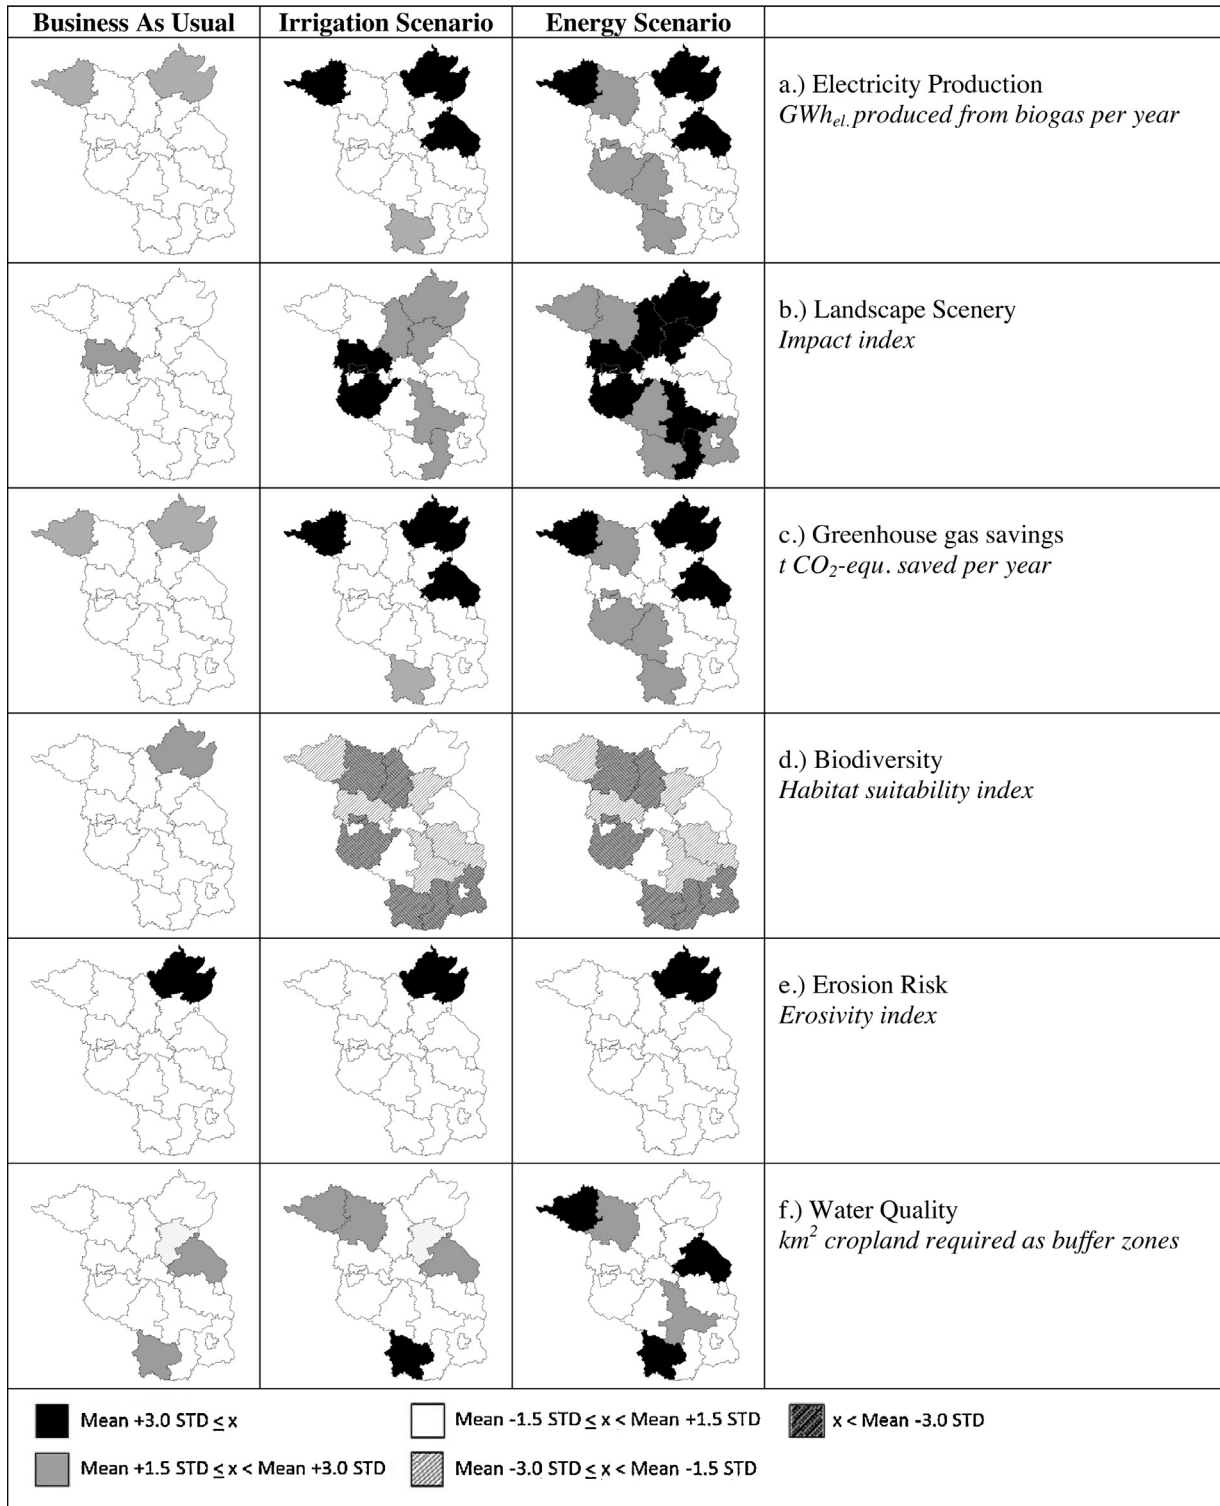 Business As Usual
Irrigation Scenario
Energy Scenario
a.) Electricity Production
GWhel. produced from biogas per year
b.) Landscape Scenery
Impact index
c.) Greenhouse gas savings
t CO2-equ. saved per year
d.) Biodiversity
Habitat suitability index
e.) Erosion Risk
Erosivity index
f.) Water Quality
km2 cropland required as buffer zones
Mean +3.0 STD ≤ x
Mean -1.5 STD ≤ x < Mean +1.5 STD
x < Mean -3.0 STD
Mean +1.5 STD ≤ x < Mean +3.0 STD
Mean -3.0 STD ≤ x < Mean -1.5 STD